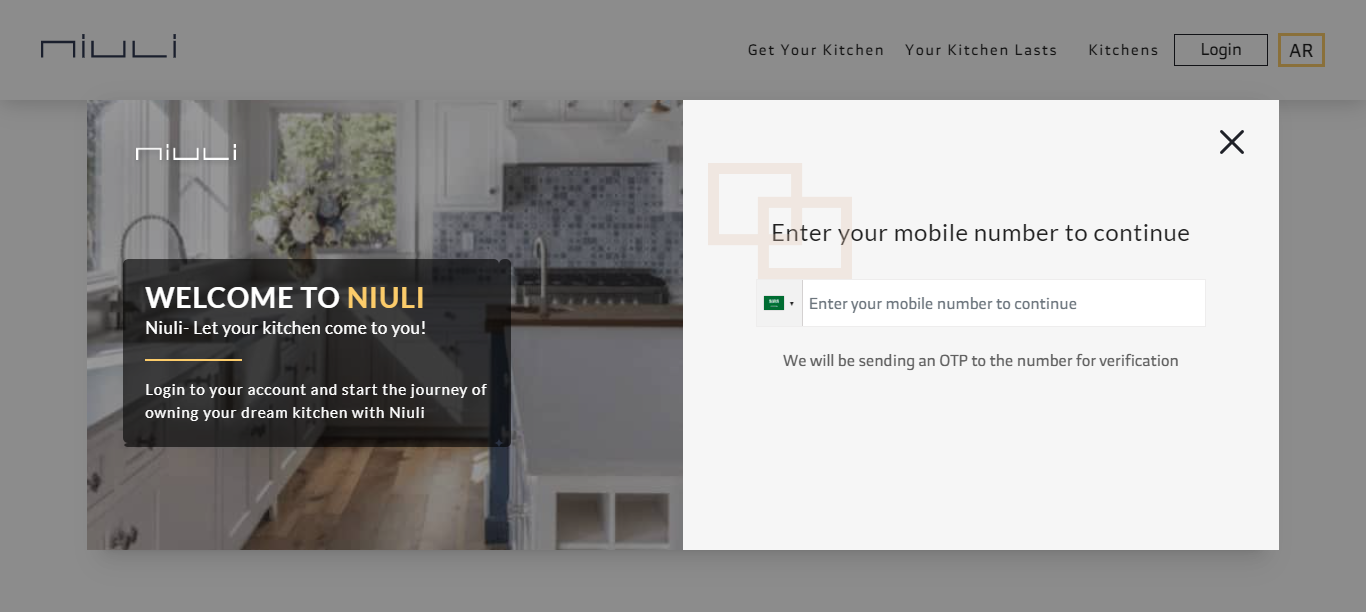 niuli
Get Your Kitchen Your Kitchen Lasts Kitchens Login AR
niuli
WELCOME TO NIULI
Niuli- Let your kitchen come to you!
Login to your account and start the journey of
owning your dream kitchen with Niuli
Enter your mobile number to continue
Enter your mobile number to continue
We will be sending an OTP to the number for verification